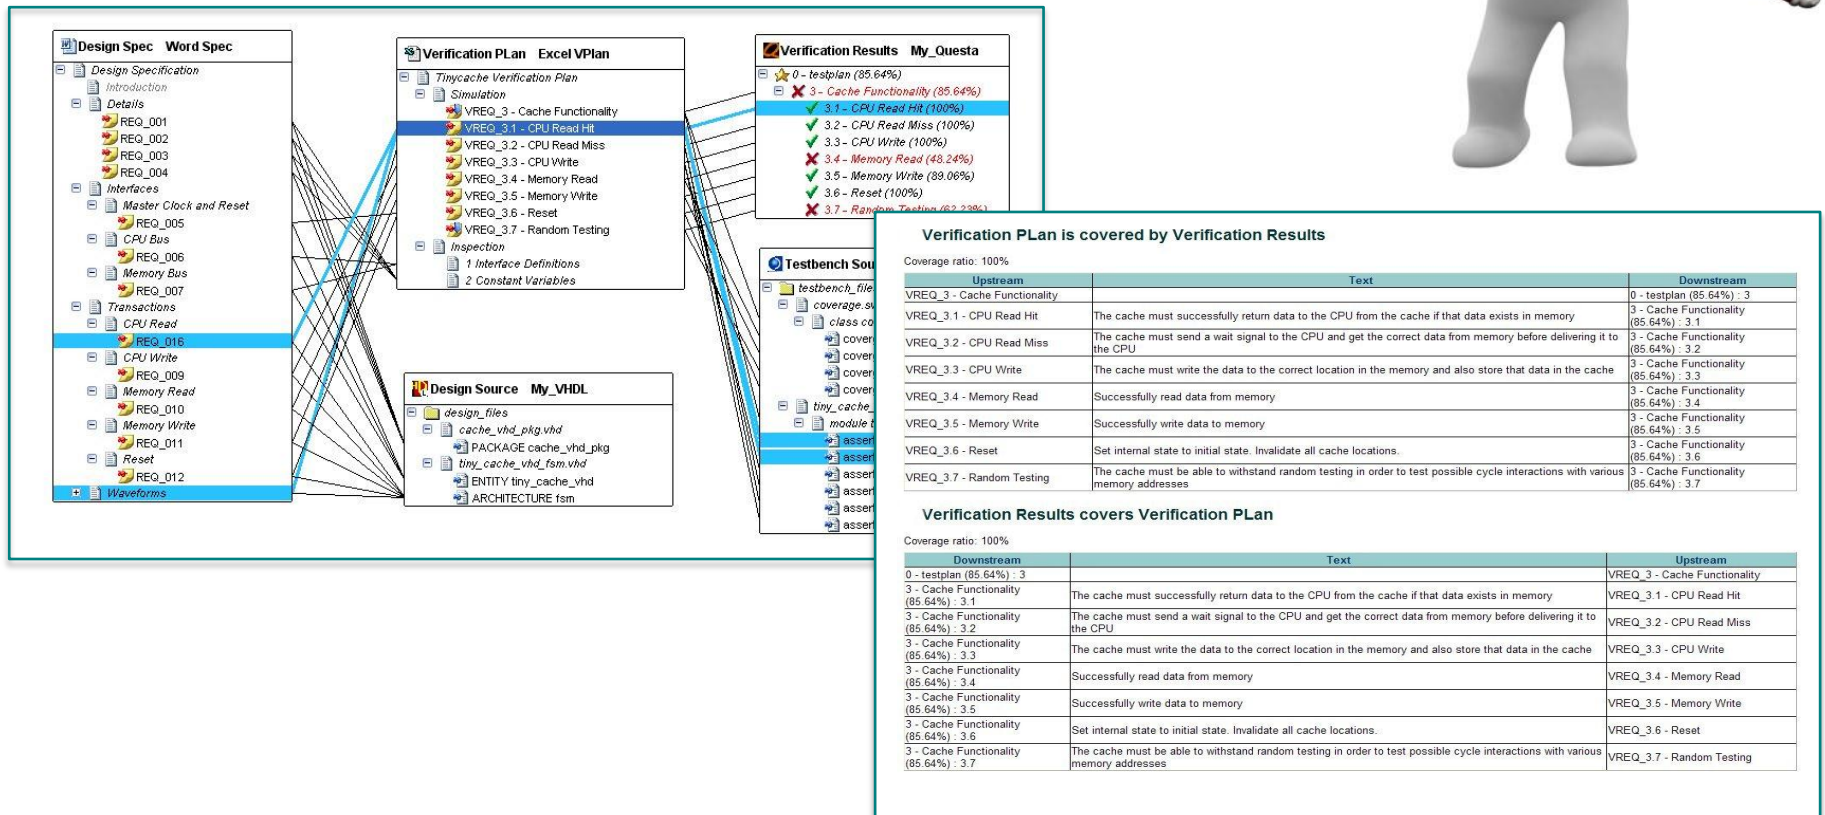 Design Spec Word Spec
Design Specification
Introduction
Details
REQ_001
REQ_002
REQ_003
REQ_004
Interfaces
Master Clock and Reset
REQ_005
CPU Bus
REQ_006
Memory Bus
REQ_007
Transactions
CPU Read
REQ_016
CPU Write
REQ_009
Memory Read
REQ_010
Memory Write
REQ_011
Reset
REQ_012
Waveforms
Verification PLan Excel VPlan
Tinycache Verification Plan
Simulation
VREQ_3 - Cache Functionality
VREQ_3.1 - CPU Read Hit
VREQ_3.2 - CPU Read Miss
VREQ_3.3 - CPU Write
VREQ_3.4 - Memory Read
VREQ_3.5 - Memory Write
VREQ_3.6 - Reset
VREQ_3.7 - Random Testing
Inspection
1 Interface Definitions
2 Constant Variables
Design Source My_VHDL
design_files
cache_vhd_pkg.vhd
PACKAGE cache_vhd_pkg
tiny_cache_vhd_fsm.vhd
ENTITY tiny_cache_vhd
ARCHITECTURE fsm
Verification Results My_Questa
0 - testplan (85.64%)
3 - Cache Functionality (85.64%)
3.1 - CPU Read Hit (100%)
3.2 - CPU Read Miss (100%)
3.3 - CPU Write (100%)
3.4 - Memory Read (48.24%)
3.5 - Memory Write (89.06%)
3.6 - Reset (100%)
3.7 - Random Testing (62.23%)
Testbench Sou
testbench_file
coverage.sv
class co
cover
cover
cover
cover
tiny_cache_
module t
assert
assert
assert
assert
assert
assert
Verification PLan is covered by Verification Results
Coverage ratio: 100%
Upstream Text Downstream
VREQ_3 - Cache Functionality 0 - testplan (85.64%) : 3
VREQ_3.1 - CPU Read Hit The cache must successfully return data to the CPU from the cache if that data exists in memory 3 - Cache Functionality
(85.64%) : 3.1
VREQ_3.2 - CPU Read Miss The cache must send a wait signal to the CPU and get the correct data from memory before delivering it to 3 - Cache Functionality
the CPU (85.64%) : 3.2
VREQ_3.3 - CPU Write The cache must write the data to the correct location in the memory and also store that data in the cache 3 - Cache Functionality
(85.64%) : 3.3
VREQ_3.4 - Memory Read Successfully read data from memory 3 - Cache Functionality
(85.64%) : 3.4
VREQ_3.5 - Memory Write Successfully write data to memory 3 - Cache Functionality
(85.64%) : 3.5
VREQ_3.6 - Reset Set internal state to initial state. Invalidate all cache locations. 3 - Cache Functionality
(85.64%) : 3.6
VREQ_3.7 - Random Testing The cache must be able to withstand random testing in order to test possible cycle interactions with various 3 - Cache Functionality
memory addresses (85.64%) : 3.7
Verification Results covers Verification PLan
Coverage ratio: 100%
Downstream Text Upstream
0 - testplan (85.64%) : 3 VREQ_3 - Cache Functionality
3 - Cache Functionality
(85.64%) : 3.1 The cache must successfully return data to the CPU from the cache if that data exists in memory VREQ_3.1 - CPU Read Hit
3 - Cache Functionality The cache must send a wait signal to the CPU and get the correct data from memory before delivering it to VREQ_3.2 - CPU Read Miss
(85.64%) : 3.2 the CPU
3 - Cache Functionality
(85.64%) : 3.3 The cache must write the data to the correct location in the memory and also store that data in the cache VREQ_3.3 - CPU Write
3 - Cache Functionality
(85.64%) : 3.4 Successfully read data from memory VREQ_3.4 - Memory Read
3 - Cache Functionality
(85.64%) : 3.5 Successfully write data to memory VREQ_3.5 - Memory Write
3 - Cache Functionality
(85.64%) : 3.6 Set internal state to initial state. Invalidate all cache locations. VREQ_3.6 - Reset
3 - Cache Functionality The cache must be able to withstand random testing in order to test possible cycle interactions with various VREQ_3.7 - Random Testing
(85.64%) : 3.7 memory addresses